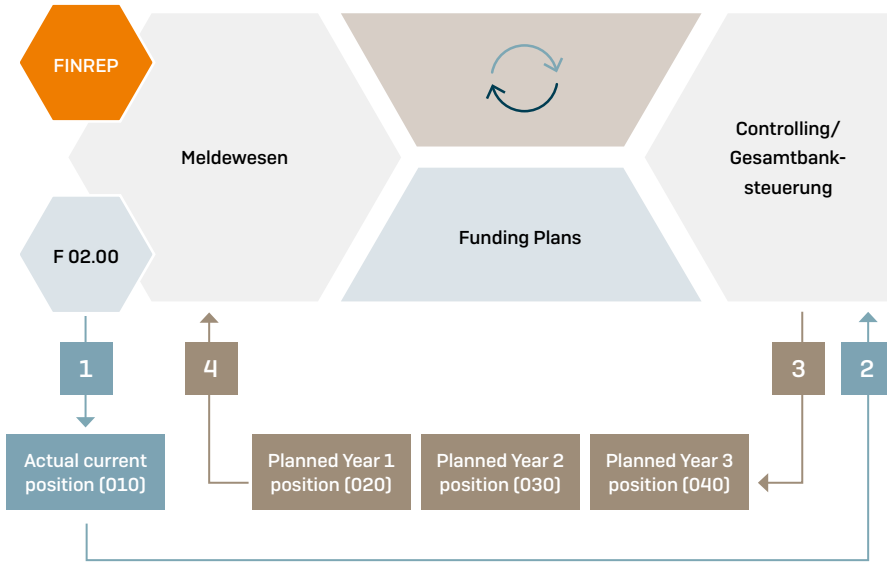 FINREP
Meldewesen
Controlling/
Gesamtbank-
steuerung
F 02.00
Funding Plans
1
4
3
2
Actual current
position (010)
Planned Year 1
position (020)
Planned Year 2
position (030)
Planned Year 3
position (040)